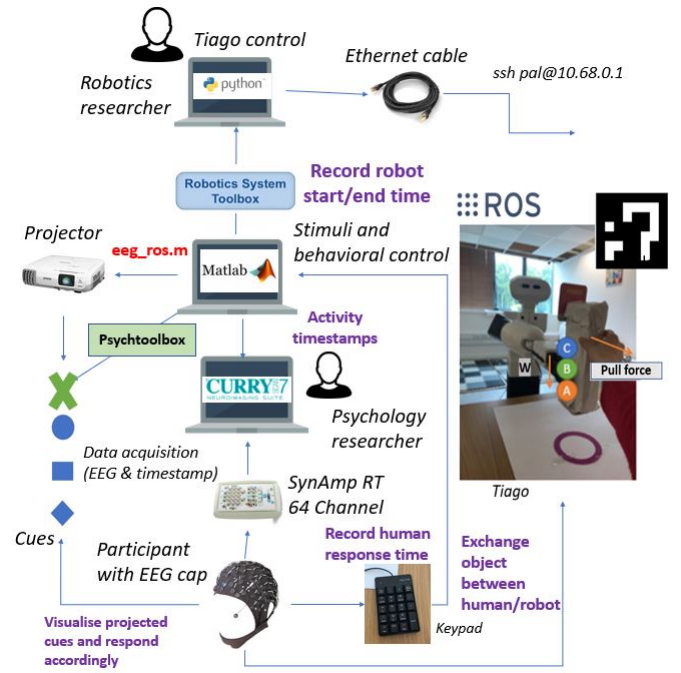 Tiago control
Ethernet cable
ssh pal@10.68.0.1
Robotics
researcher
python
Robotics System
Toolbox
Record robot
start/end time
ROS
Projector
eeg_ros.m
Stimuli and
behavioral control
Matlab
Psychtoolbox
Activity
timestamps
C
B
A
W
Pull force
CURRY 7
NEUROIMAGING SUITE
Psychology
researcher
Data acquisition
(EEG & timestamp)
SynAmp RT
64 Channel
Tiago
Cues
Participant
with EEG cap
Record human
response time
Exchange
object
between
human/robot
Keypad
Visualise projected
cues and respond
accordingly